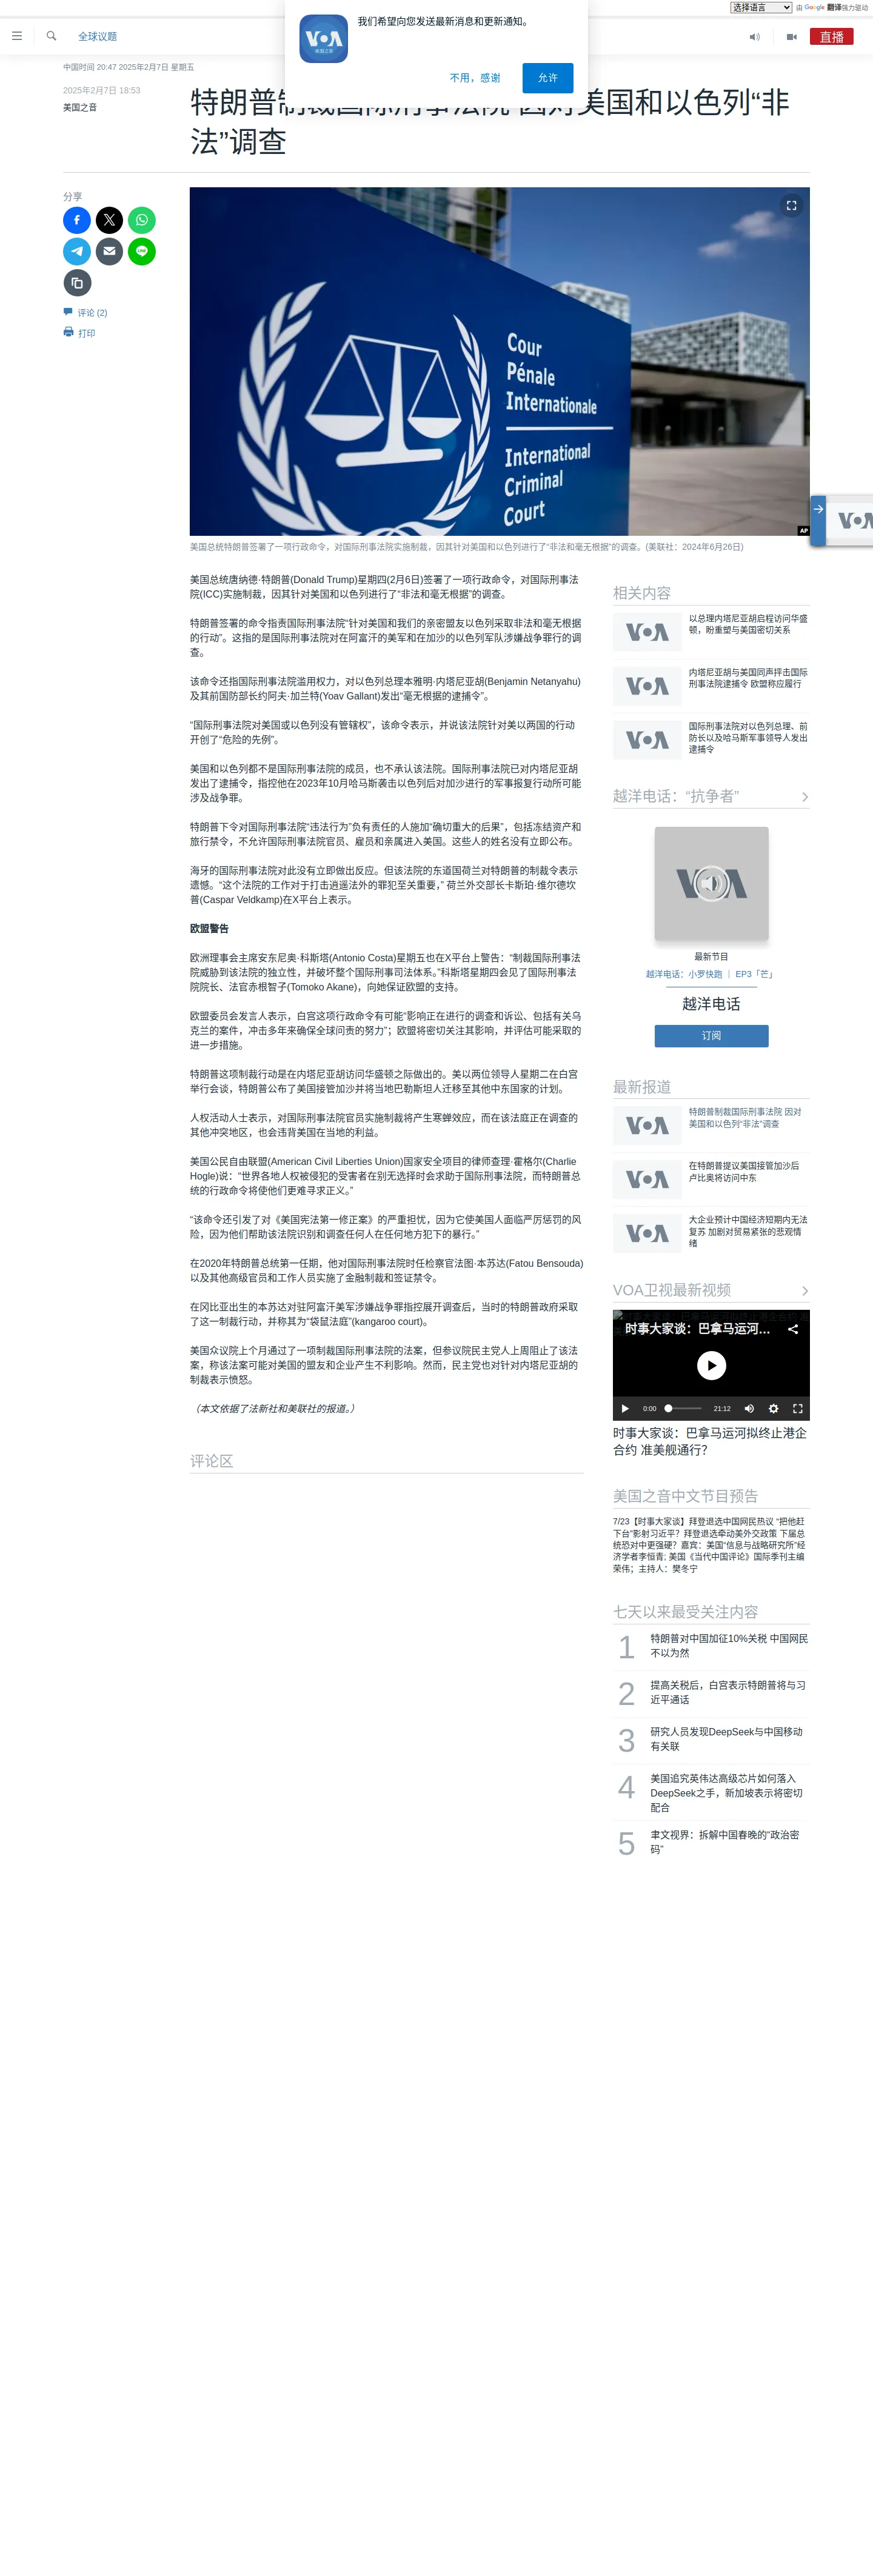 选择语言
由 Google 翻译强力驱动
我们希望向您发送最新消息和更新通知。
VOA
美国之音
不用，感谢
允许
全球议题
直播
中国时间 20:47 2025年2月7日 星期五
2025年2月7日 18:53
美国之音
特朗普制裁国际刑事法院 因对美国和以色列“非
法”调查
分享
LINE
评论 (2)
打印
Cour
Pénale
Internationale
International
Criminal
Court
AP
美国总统特朗普签署了一项行政命令，对国际刑事法院实施制裁，因其针对美国和以色列进行了“非法和毫无根据”的调查。(美联社：2024年6月26日)
美国总统唐纳德·特朗普(Donald Trump)星期四(2月6日)签署了一项行政命令，对国际刑事法
院(ICC)实施制裁，因其针对美国和以色列进行了“非法和毫无根据”的调查。
特朗普签署的命令指责国际刑事法院“针对美国和我们的亲密盟友以色列采取非法和毫无根据
的行动”。这指的是国际刑事法院对在阿富汗的美军和在加沙的以色列军队涉嫌战争罪行的调
查。
该命令还指国际刑事法院滥用权力，对以色列总理本雅明·内塔尼亚胡(Benjamin Netanyahu)
及其前国防部长约阿夫·加兰特(Yoav Gallant)发出“毫无根据的逮捕令”。
“国际刑事法院对美国或以色列没有管辖权”，该命令表示，并说该法院针对美以两国的行动
开创了“危险的先例”。
美国和以色列都不是国际刑事法院的成员，也不承认该法院。国际刑事法院已对内塔尼亚胡
发出了逮捕令，指控他在2023年10月哈马斯袭击以色列后对加沙进行的军事报复行动所可能
涉及战争罪。
特朗普下令对国际刑事法院“违法行为”负有责任的人施加“确切重大的后果”，包括冻结资产和
旅行禁令，不允许国际刑事法院官员、雇员和亲属进入美国。这些人的姓名没有立即公布。
海牙的国际刑事法院对此没有立即做出反应。但该法院的东道国荷兰对特朗普的制裁令表示
遗憾。“这个法院的工作对于打击逍遥法外的罪犯至关重要，” 荷兰外交部长卡斯珀·维尔德坎
普(Caspar Veldkamp)在X平台上表示。
欧盟警告
欧洲理事会主席安东尼奥·科斯塔(Antonio Costa)星期五也在X平台上警告：“制裁国际刑事法
院威胁到该法院的独立性，并破坏整个国际刑事司法体系。”科斯塔星期四会见了国际刑事法
院院长、法官赤根智子(Tomoko Akane)，向她保证欧盟的支持。
欧盟委员会发言人表示，白宫这项行政命令有可能“影响正在进行的调查和诉讼、包括有关乌
克兰的案件，冲击多年来确保全球问责的努力”；欧盟将密切关注其影响，并评估可能采取的
进一步措施。
特朗普这项制裁行动是在内塔尼亚胡访问华盛顿之际做出的。美以两位领导人星期二在白宫
举行会谈，特朗普公布了美国接管加沙并将当地巴勒斯坦人迁移至其他中东国家的计划。
人权活动人士表示，对国际刑事法院官员实施制裁将产生寒蝉效应，而在该法庭正在调查的
其他冲突地区，也会违背美国在当地的利益。
美国公民自由联盟(American Civil Liberties Union)国家安全项目的律师查理·霍格尔(Charlie
Hogle)说：“世界各地人权被侵犯的受害者在别无选择时会求助于国际刑事法院，而特朗普总
统的行政命令将使他们更难寻求正义。”
“该命令还引发了对《美国宪法第一修正案》的严重担忧，因为它使美国人面临严厉惩罚的风
险，因为他们帮助该法院识别和调查任何人在任何地方犯下的暴行。”
在2020年特朗普总统第一任期，他对国际刑事法院时任检察官法图·本苏达(Fatou Bensouda)
以及其他高级官员和工作人员实施了金融制裁和签证禁令。
在冈比亚出生的本苏达对驻阿富汗美军涉嫌战争罪指控展开调查后，当时的特朗普政府采取
了这一制裁行动，并称其为“袋鼠法庭”(kangaroo court)。
美国众议院上个月通过了一项制裁国际刑事法院的法案，但参议院民主党人上周阻止了该法
案，称该法案可能对美国的盟友和企业产生不利影响。然而，民主党也对针对内塔尼亚胡的
制裁表示愤怒。
（本文依据了法新社和美联社的报道。）
评论区
相关内容
VOA
以总理内塔尼亚胡启程访问华盛
顿，盼重塑与美国密切关系
VOA
内塔尼亚胡与美国同声抨击国际
刑事法院逮捕令 欧盟称应履行
VOA
国际刑事法院对以色列总理、前
防长以及哈马斯军事领导人发出
逮捕令
越洋电话：“抗争者”
VOA
最新节目
越洋电话：小罗快跑 ｜ EP3「芒」
越洋电话
订阅
最新报道
VOA
特朗普制裁国际刑事法院 因对
美国和以色列“非法”调查
VOA
在特朗普提议美国接管加沙后
卢比奥将访问中东
VOA
大企业预计中国经济短期内无法
复苏 加剧对贸易紧张的悲观情
绪
VOA卫视最新视频
时事大家谈：巴拿马运河...
0:00
21:12
时事大家谈：巴拿马运河拟终止港企
合约 准美舰通行？
美国之音中文节目预告
7/23【时事大家谈】拜登退选中国网民热议 “把他赶
下台”影射习近平？拜登退选牵动美外交政策 下届总
统恐对中更强硬？嘉宾：美国“信息与战略研究所”经
济学者李恒青; 美国《当代中国评论》国际季刊主编
荣伟；主持人：樊冬宁
七天以来最受关注内容
1
特朗普对中国加征10%关税 中国网民
不以为然
2
提高关税后，白宫表示特朗普将与习
近平通话
3
研究人员发现DeepSeek与中国移动
有关联
4
美国追究英伟达高级芯片如何落入
DeepSeek之手，新加坡表示将密切
配合
5
聿文视界：拆解中国春晚的“政治密
码”